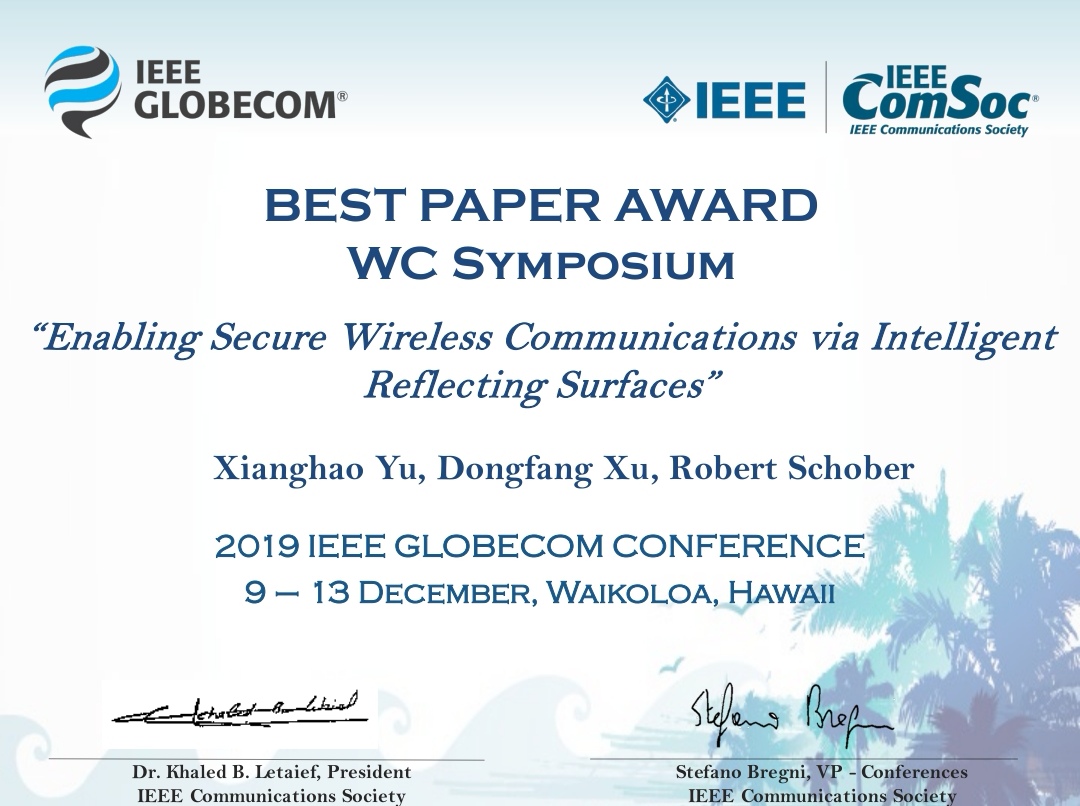 IEEE
GLOBECOM®
IEEE
IEEE
ComSoc®
IEEE Communications Society
BEST PAPER AWARD
WC SYMPOSIUM
“Enabling Secure Wireless Communications via Intelligent
Reflecting Surfaces”
Xianghao Yu, Dongfang Xu, Robert Schober
2019 IEEE GLOBECOM CONFERENCE
9 – 13 DECEMBER, WAIKOLOA, HAWAII
Stefano Bregni
Dr. Khaled B. Letaief, President
IEEE Communications Society
Stefano Bregni, VP - Conferences
IEEE Communications Society